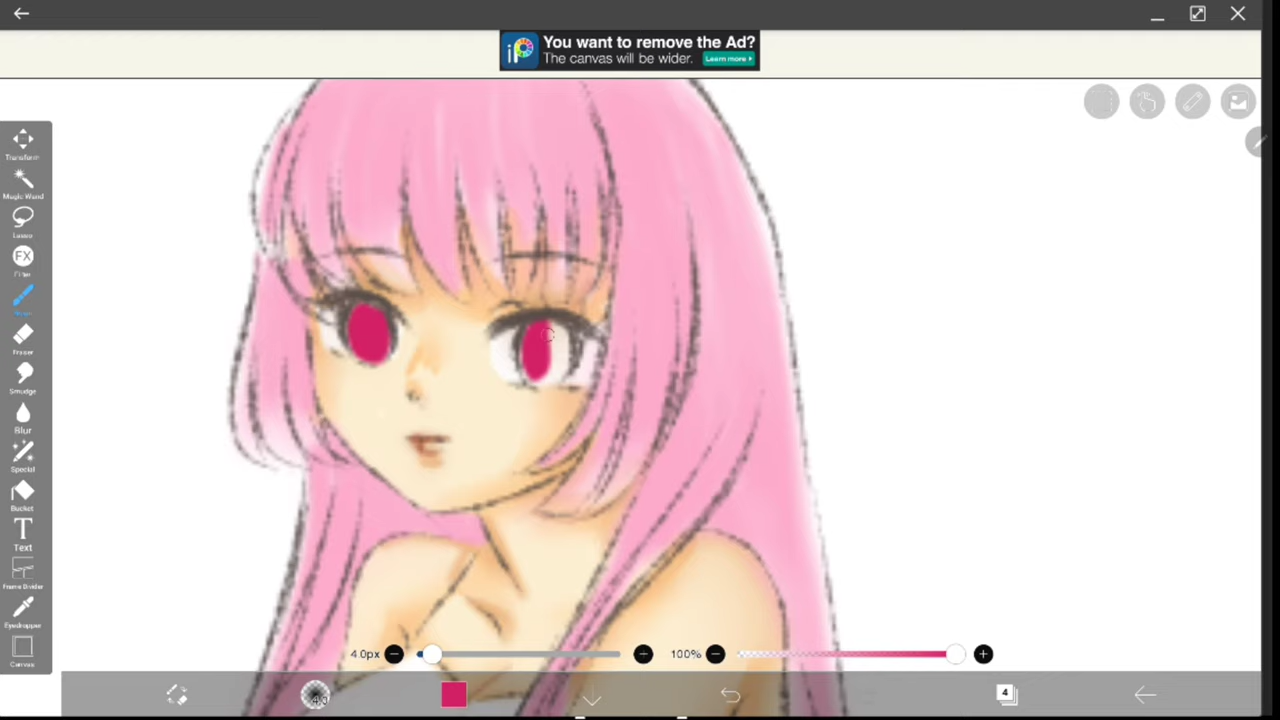 You want to remove the Ad?
The canvas will be wider.
Learn more
Transform
Magic Wand
Lasso
FX
Filter
Eraser
Smudge
Blur
Special
Bucket
T
Text
Frame Divider
Eyedropper
Canvas
4.0px
100%
4